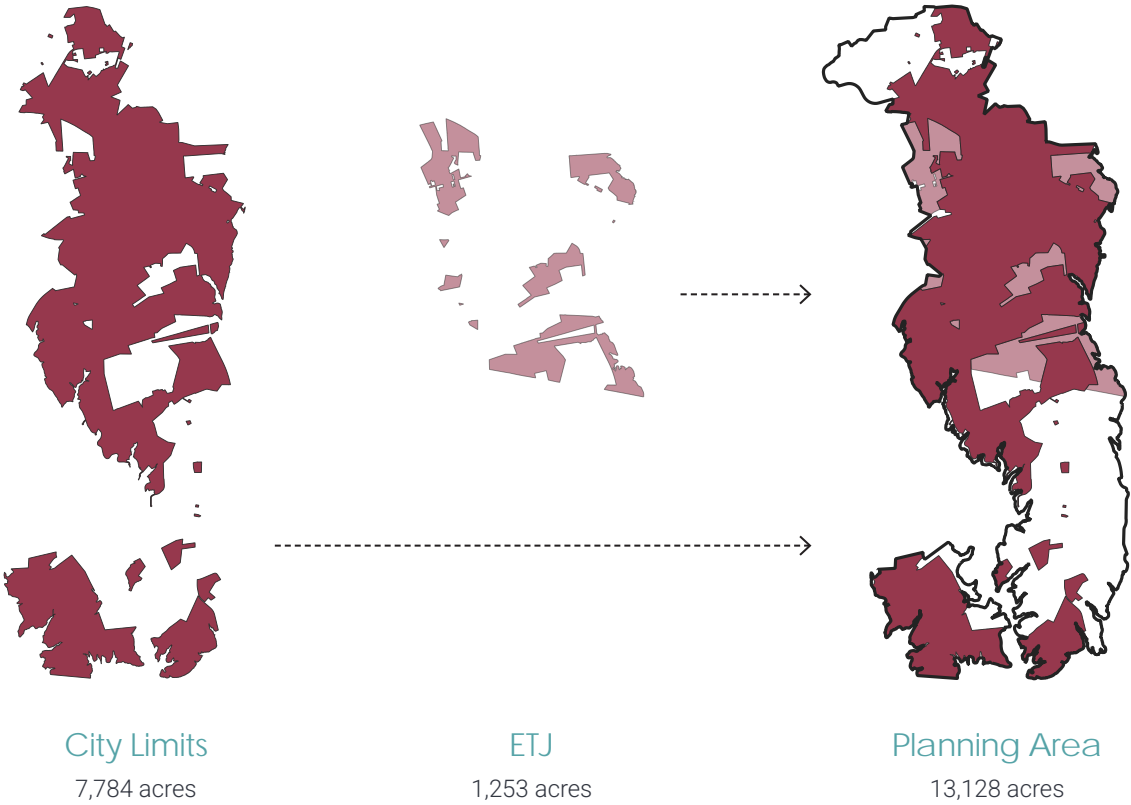 City Limits
7,784 acres
ETJ
1,253 acres
Planning Area
13,128 acres